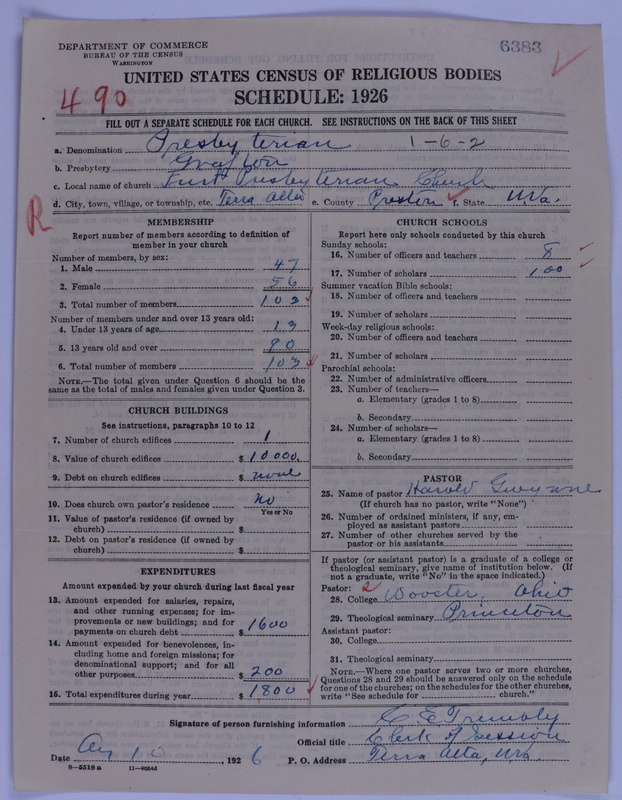 DEPARTMENT OF COMMERCE
BUREAU OF THE CENSUS
WASHINGTON
6383
UNITED STATES CENSUS OF RELIGIOUS BODIES
490
SCHEDULE: 1926
FILL OUT A SEPARATE SCHEDULE FOR EACH CHURCH. SEE INSTRUCTIONS ON THE BACK OF THIS SHEET
a. Denomination Presbyterian 1-6-2
b. Presbytery Grafton
c. Local name of church First Presbyterian Church
d. City, town, village, or township, etc. Terra Alta e. County Preston f. State W.Va.
R
MEMBERSHIP
Report number of members according to definition of
member in your church
Number of members, by sex:
1. Male 47
2. Female 56
3. Total number of members 103
Number of members under and over 13 years old:
4. Under 13 years of age 13
5. 13 years old and over 90
6. Total number of members 103
NOTE.—The total given under Question 6 should be the
same as the total of males and females given under Question 3.
CHURCH BUILDINGS
See instructions, paragraphs 10 to 12
7. Number of church edifices 1
8. Value of church edifices $10000.
9. Debt on church edifices $none
10. Does church own pastor's residence No
Yes or No
11. Value of pastor's residence (if owned by
church) $
12. Debt on pastor's residence (if owned by
church) $
EXPENDITURES
Amount expended by your church during last fiscal year
13. Amount expended for salaries, repairs,
and other running expenses; for im-
provements or new buildings; and for
payments on church debt $1600
14. Amount expended for benevolences, in-
cluding home and foreign missions; for
denominational support; and for all
other purposes $200
15. Total expenditures during year $1800
CHURCH SCHOOLS
Report here only schools conducted by this church
Sunday schools:
16. Number of officers and teachers 8
17. Number of scholars 100
Summer vacation Bible schools:
18. Number of officers and teachers
19. Number of scholars
Week-day religious schools:
20. Number of officers and teachers
21. Number of scholars
Parochial schools:
22. Number of administrative officers
23. Number of teachers—
a. Elementary (grades 1 to 8)
b. Secondary
24. Number of scholars—
a. Elementary (grades 1 to 8)
b. Secondary
PASTOR
25. Name of pastor Harold Gwynne
(If church has no pastor, write "None")
26. Number of ordained ministers, if any, em-
ployed as assistant pastors
27. Number of other churches served by the
pastor or his assistants
If pastor (or assistant pastor) is a graduate of a college or
theological seminary, give name of institution below. (If
not a graduate, write "No" in the space indicated.)
Pastor: 2
28. College Wooster, Ohio
29. Theological seminary Princeton
Assistant pastor:
30. College
31. Theological seminary
NOTE.—Where one pastor serves two or more churches,
Questions 28 and 29 should be answered only on the schedule
for one of the churches; on the schedules for the other churches,
write "See schedule for church."
Signature of person furnishing information C E Trembly
Official title Clerk of Session
Date Aug 10, 1926 P. O. Address Terra Alta, W.Va.
8—5518a 11—9564d